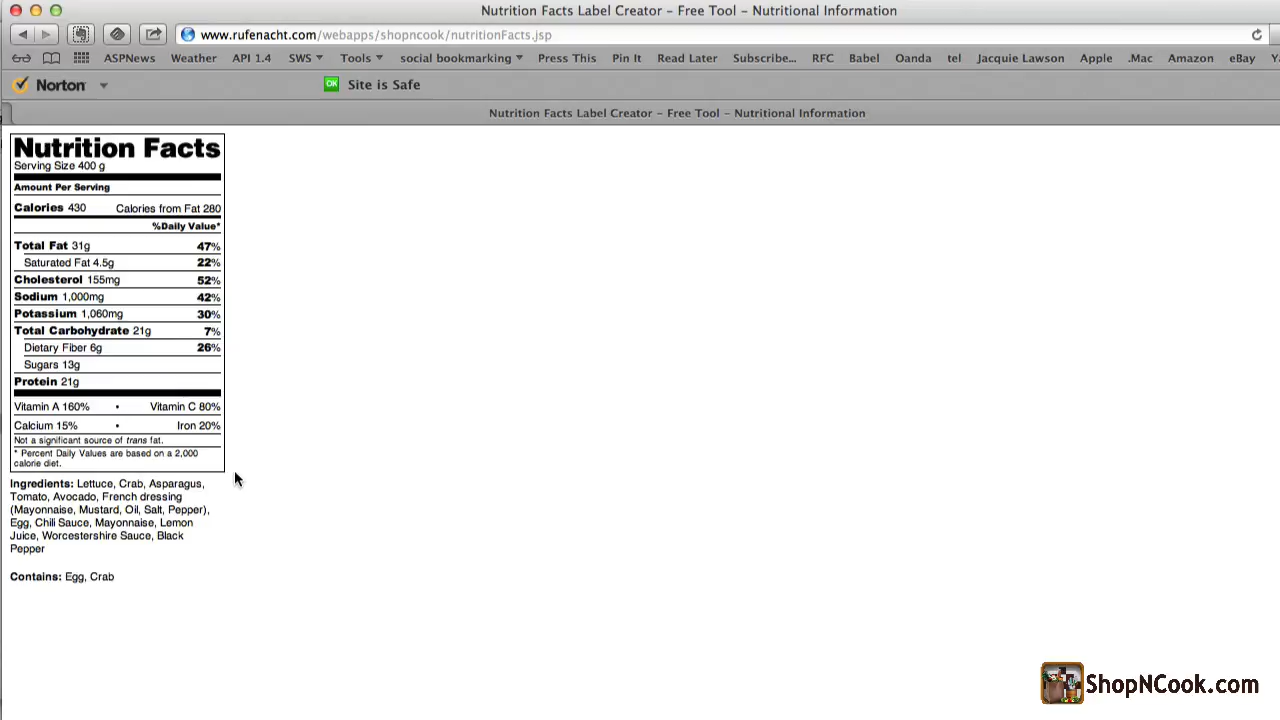 Nutrition Facts Label Creator – Free Tool – Nutritional Information
www.rufenacht.com/webapps/shopncook/nutritionFacts.jsp
ASPNews Weather API 1.4 SWS Tools social bookmarking Press This Pin It Read Later Subscribe... RFC Babel Oanda tel Jacquie Lawson Apple .Mac Amazon eBay
Norton OK Site is Safe
Nutrition Facts Label Creator – Free Tool – Nutritional Information
Nutrition Facts
Serving Size 400 g
Amount Per Serving
Calories 430 Calories from Fat 280
%Daily Value*
Total Fat 31g 47%
Saturated Fat 4.5g 22%
Cholesterol 155mg 52%
Sodium 1,000mg 42%
Potassium 1,060mg 30%
Total Carbohydrate 21g 7%
Dietary Fiber 6g 26%
Sugars 13g
Protein 21g
Vitamin A 160% • Vitamin C 80%
Calcium 15% • Iron 20%
Not a significant source of trans fat.
* Percent Daily Values are based on a 2,000
calorie diet.
Ingredients: Lettuce, Crab, Asparagus,
Tomato, Avocado, French dressing
(Mayonnaise, Mustard, Oil, Salt, Pepper),
Egg, Chili Sauce, Mayonnaise, Lemon
Juice, Worcestershire Sauce, Black
Pepper
Contains: Egg, Crab
ShopNCook.com